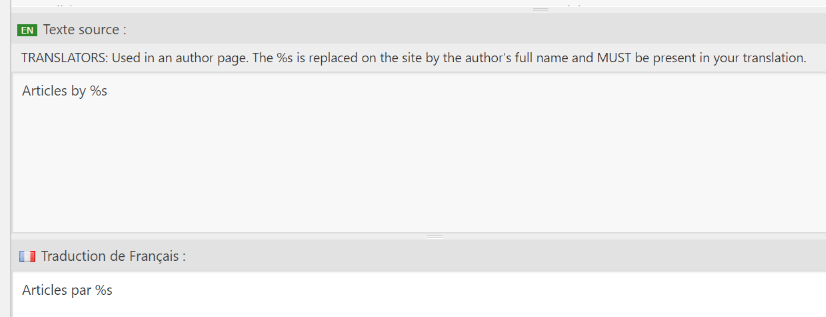 EN Texte source :
TRANSLATORS: Used in an author page. The %s is replaced on the site by the author's full name and MUST be present in your translation.
Articles by %s
Traduction de Français :
Articles par %s